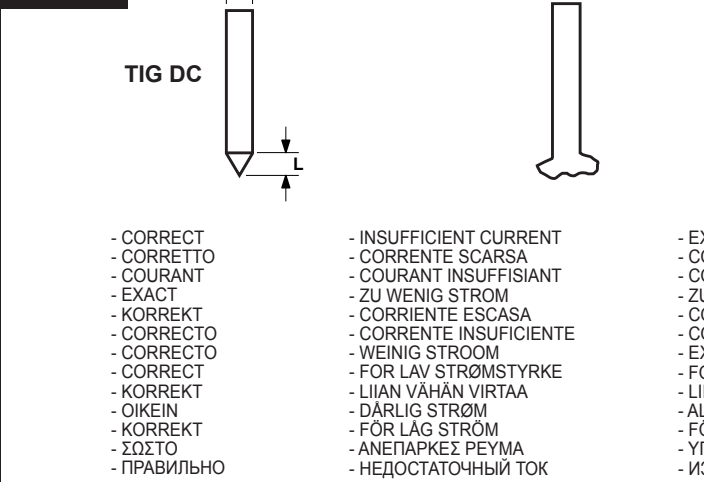 TIG DC
L
- CORRECT
- CORRETTO
- COURANT
- EXACT
- KORREKT
- CORRECTO
- CORRECTO
- CORRECT
- KORREKT
- OIKEIN
- KORREKT
- ΣΩΣΤΟ
- ПРАВИЛЬНО
- INSUFFICIENT CURRENT
- CORRENTE SCARSA
- COURANT INSUFFISIANT
- ZU WENIG STROM
- CORRIENTE ESCASA
- CORRENTE INSUFICIENTE
- WEINIG STROOM
- FOR LAV STRØMSTYRKE
- LIIAN VÄHÄN VIRTAA
- DÅRLIG STRØM
- FÖR LÅG STRÖM
- ΑΝΕΠΑΡΚΕΣ ΡΕΥΜΑ
- НЕДОСТАТОЧНЫЙ ТОК